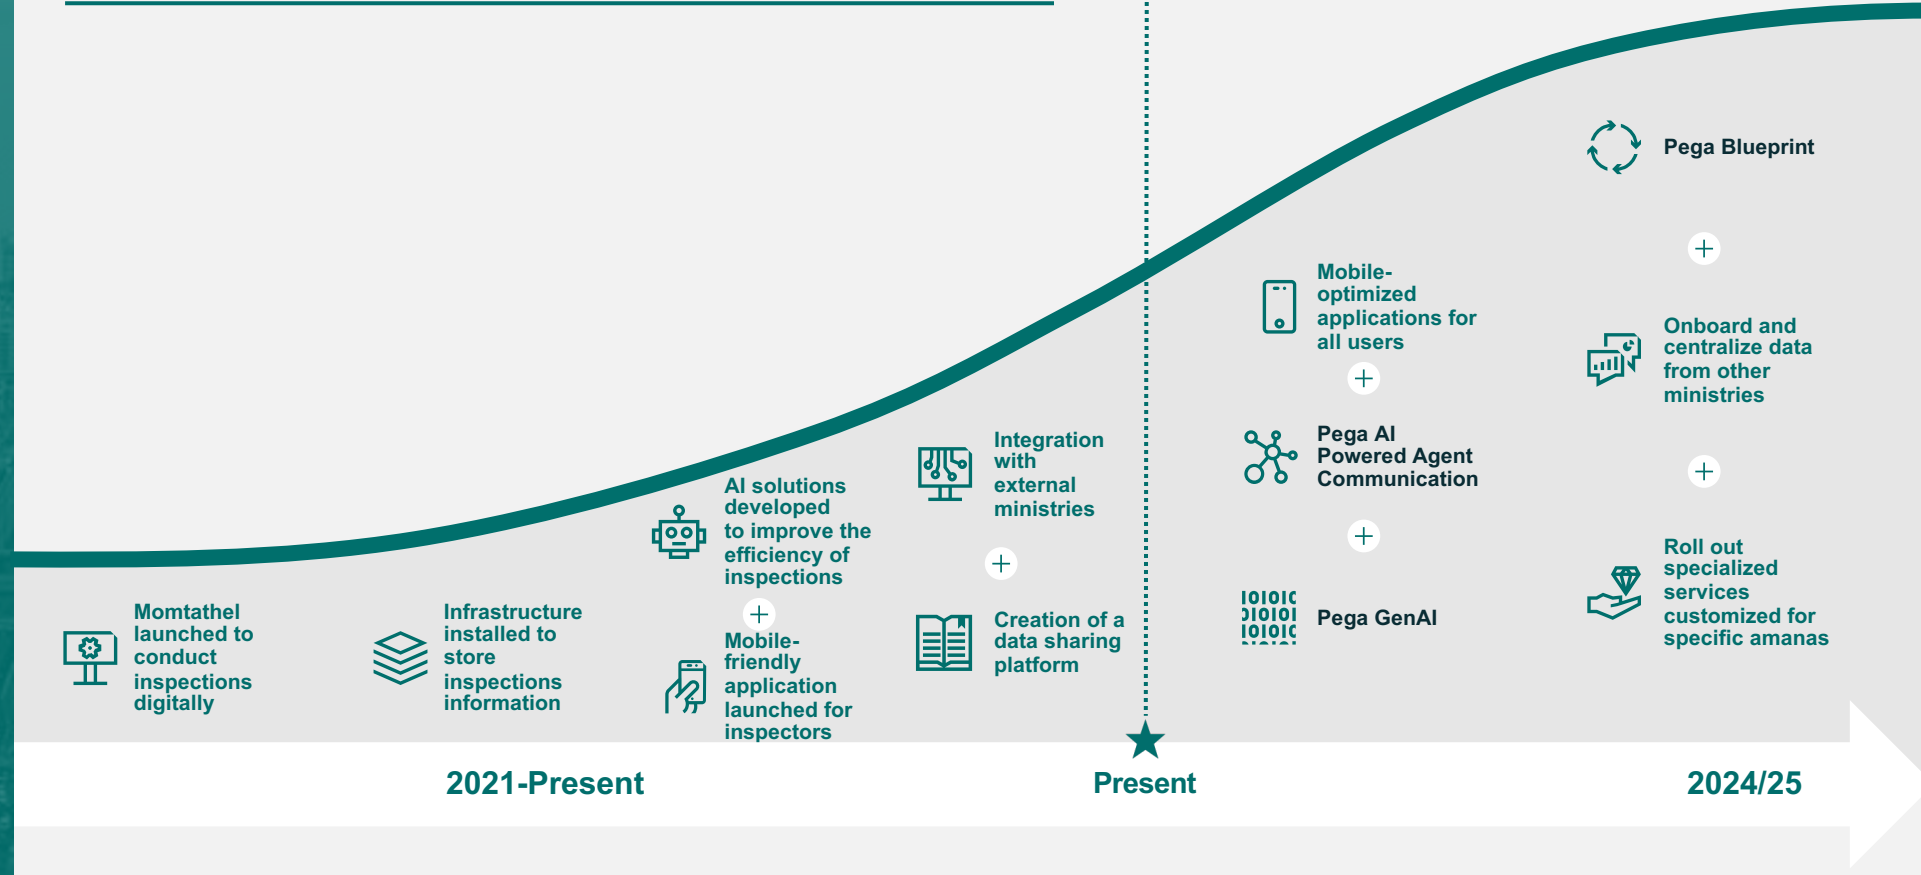 Momtathel
launched to
conduct
inspections
digitally
Infrastructure
installed to
store
inspections
information
AI solutions
developed
to improve the
efficiency of
inspections
Mobile-
friendly
application
launched for
inspectors
Integration
with
external
ministries
Creation of a
data sharing
platform
Mobile-
optimized
applications for
all users
Pega AI
Powered Agent
Communication
Pega GenAI
Pega Blueprint
Onboard and
centralize data
from other
ministries
Roll out
specialized
services
customized for
specific amanas
2021-Present
Present
2024/25